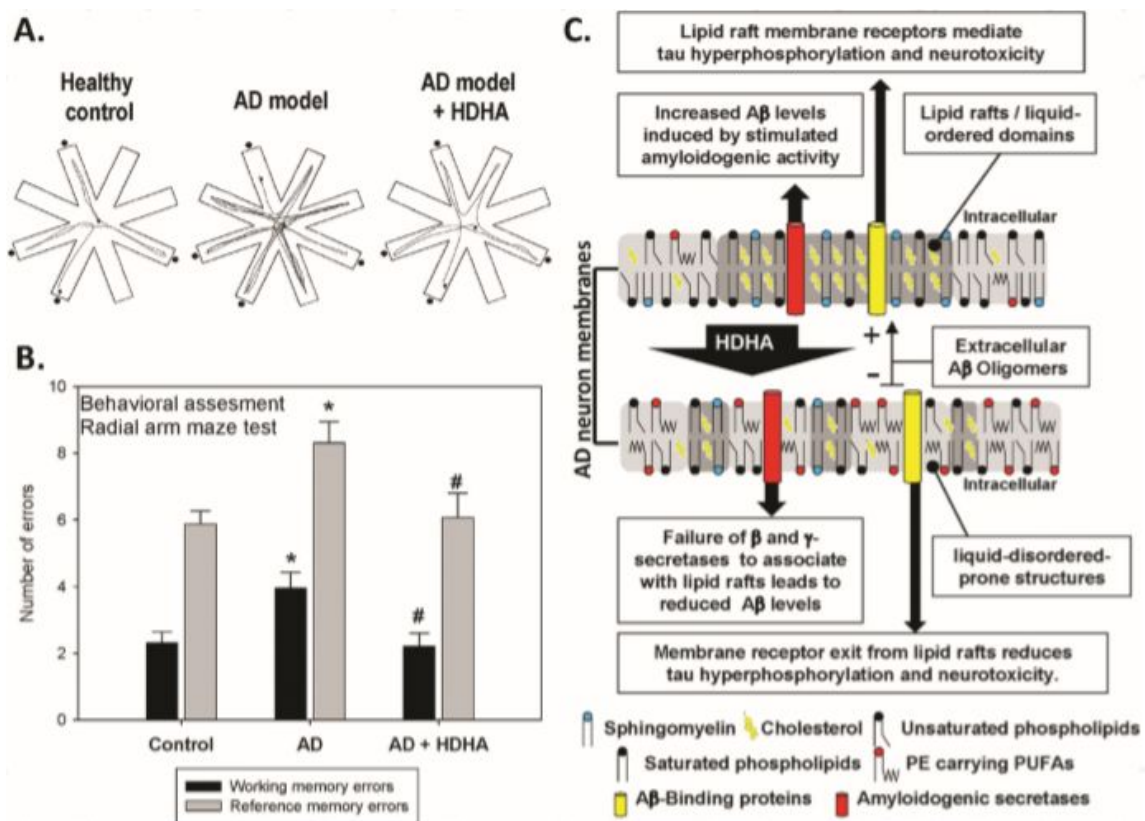 A.
Healthy
control
AD model
AD model
+ HDHA
B.
10
8
6
4
2
0
Number of errors
Behavioral assesment
Radial arm maze test
*
*
#
#
Control
AD
AD + HDHA
Working memory errors
Reference memory errors
C.
Lipid raft membrane receptors mediate
tau hyperphosphorylation and neurotoxicity
Increased Aβ levels
induced by stimulated
amyloidogenic activity
Lipid rafts / liquid-
ordered domains
Intracellular
AD neuron membranes
HDHA
+
−
Extracellular
Aβ Oligomers
Intracellular
Failure of β and γ-
secretases to associate
with lipid rafts leads to
reduced Aβ levels
liquid-disordered-
prone structures
Membrane receptor exit from lipid rafts reduces
tau hyperphosphorylation and neurotoxicity.
Sphingomyelin
Cholesterol
Unsaturated phospholipids
Saturated phospholipids
PE carrying PUFAs
Aβ-Binding proteins
Amyloidogenic secretases